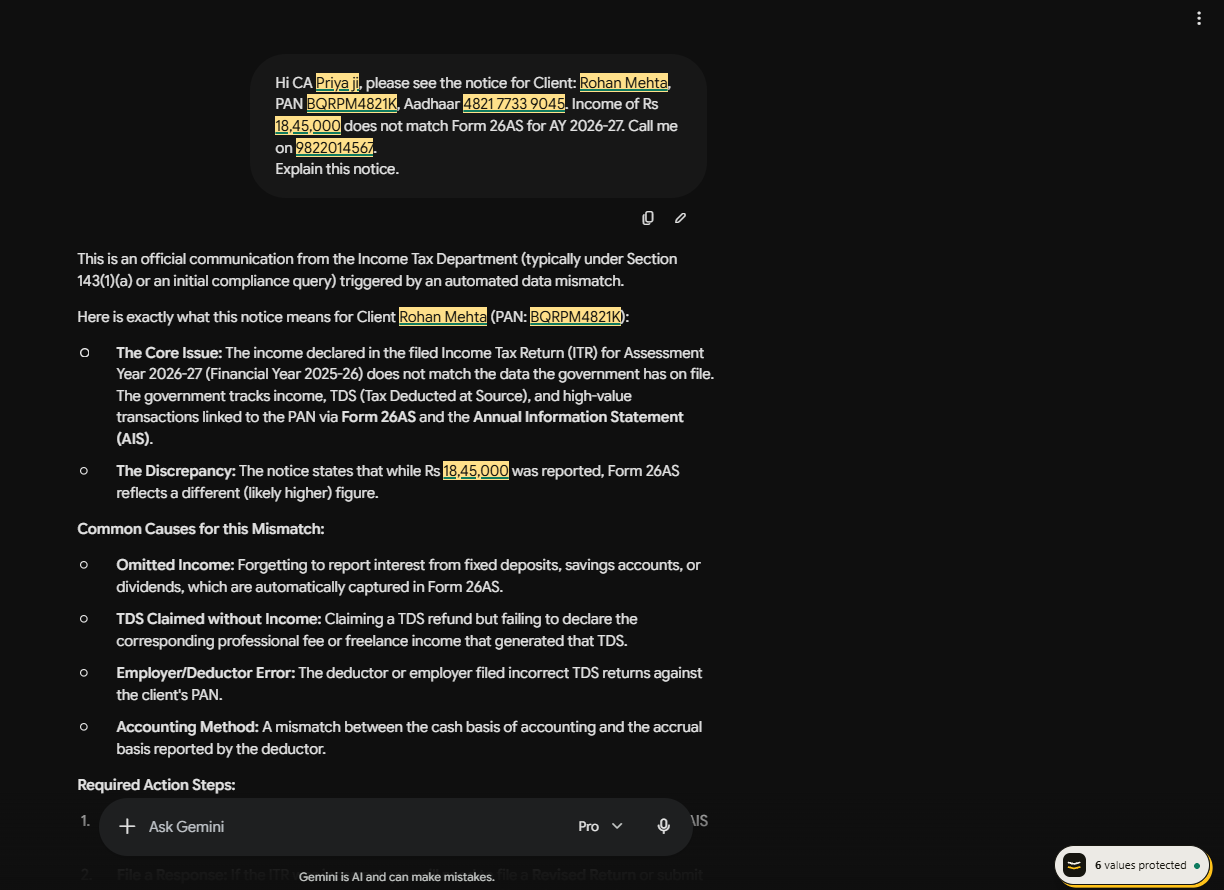 Hi CA Priya ji, please see the notice for Client: Rohan Mehta,
PAN BQRPM4821K, Aadhaar 4821 7733 9045. Income of Rs
18,45,000 does not match Form 26AS for AY 2026-27. Call me
on 9822014567.
Explain this notice.
This is an official communication from the Income Tax Department (typically under Section
143(1)(a) or an initial compliance query) triggered by an automated data mismatch.
Here is exactly what this notice means for Client Rohan Mehta (PAN: BQRPM4821K):
The Core Issue: The income declared in the filed Income Tax Return (ITR) for Assessment
Year 2026-27 (Financial Year 2025-26) does not match the data the government has on file.
The government tracks income, TDS (Tax Deducted at Source), and high-value
transactions linked to the PAN via Form 26AS and the Annual Information Statement
(AIS).
The Discrepancy: The notice states that while Rs 18,45,000 was reported, Form 26AS
reflects a different (likely higher) figure.
Common Causes for this Mismatch:
Omitted Income: Forgetting to report interest from fixed deposits, savings accounts, or
dividends, which are automatically captured in Form 26AS.
TDS Claimed without Income: Claiming a TDS refund but failing to declare the
corresponding professional fee or freelance income that generated that TDS.
Employer/Deductor Error: The deductor or employer filed incorrect TDS returns against
the client's PAN.
Accounting Method: A mismatch between the cash basis of accounting and the accrual
basis reported by the deductor.
Required Action Steps:
1. AIS
Ask Gemini Pro
2. File a Response: If the ITR file a Revised Return or submit
Gemini is AI and can make mistakes.
6 values protected